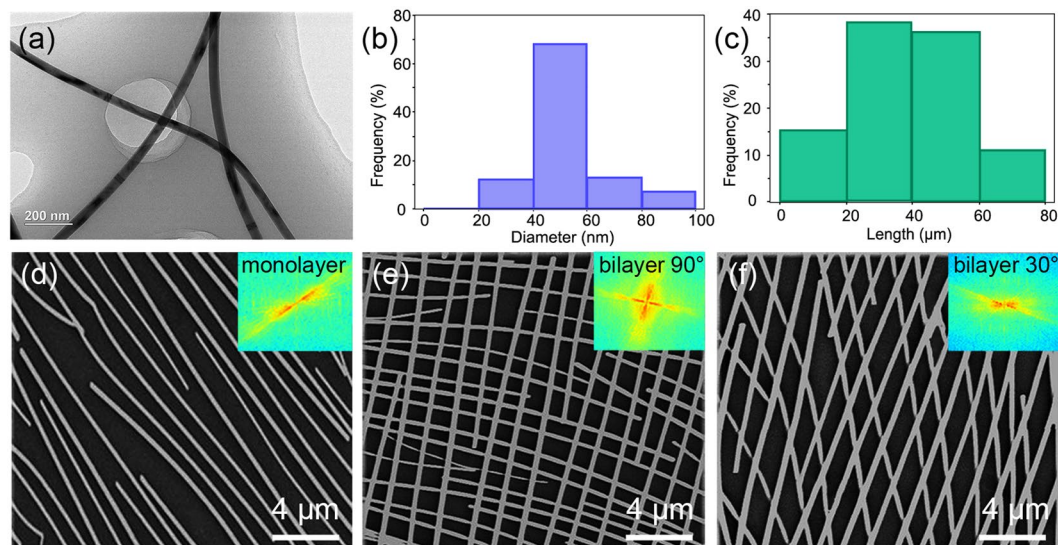 (a)
200 nm
(b)
Frequency (%)
80
60
40
20
0
0 20 40 60 80 100
Diameter (nm)
(c)
Frequency (%)
40
30
20
10
0
0 20 40 60 80
Length (µm)
(d)
monolayer
4 µm
(e)
bilayer 90°
4 µm
(f)
bilayer 30°
4 µm